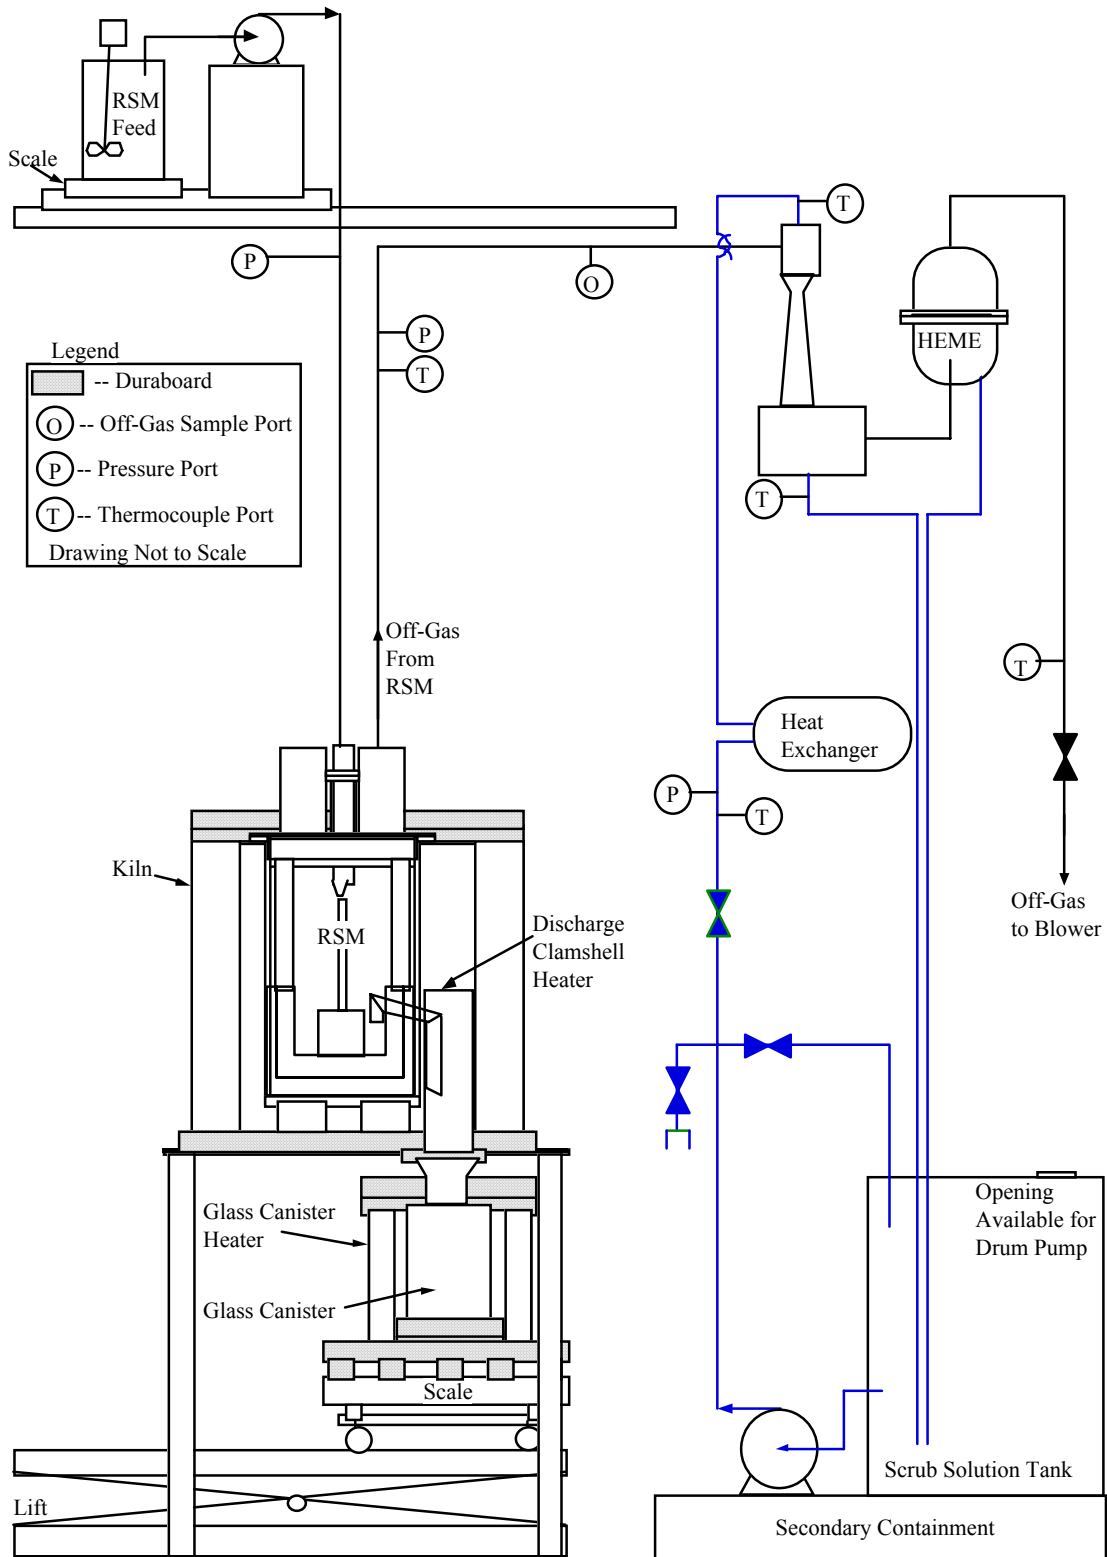 RSM
Feed
Scale
T
P
O
HEME
P
T
Legend
-- Duraboard
O -- Off-Gas Sample Port
P -- Pressure Port
T -- Thermocouple Port
Drawing Not to Scale
T
Off-Gas
From
RSM
T
Heat
Exchanger
P
T
Kiln
Off-Gas
to Blower
RSM
Discharge
Clamshell
Heater
Opening
Available for
Drum Pump
Glass Canister
Heater
Glass Canister
Scale
Scrub Solution Tank
Lift
Secondary Containment